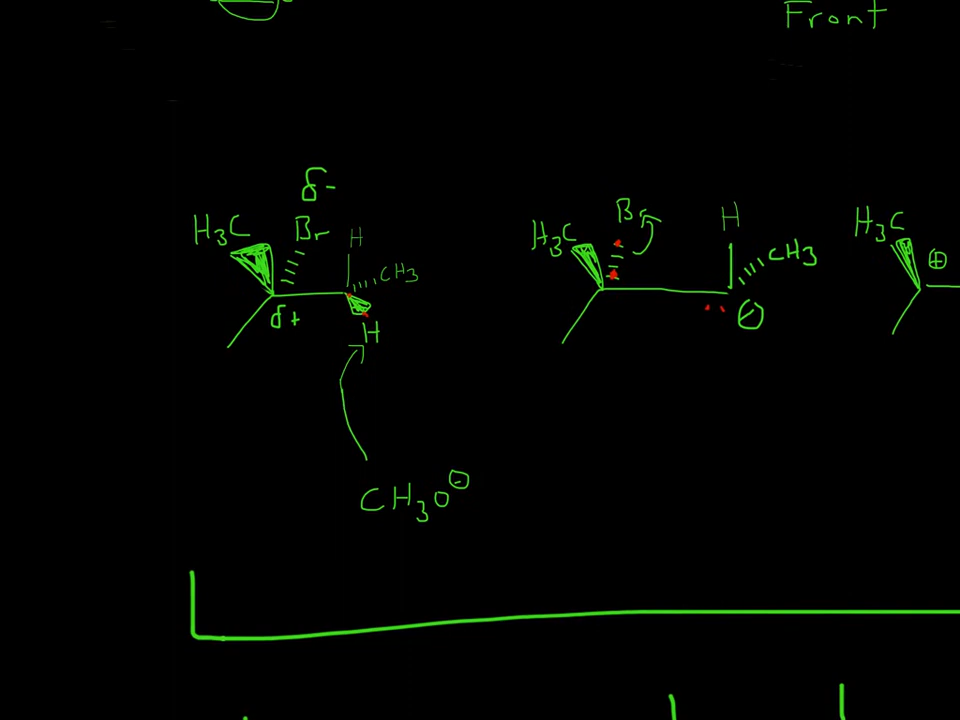 Front
δ-
H3C Br H
CH3
δ+
H
CH3O⊖
H3C Br H
CH3
⊖
H3C ⊕